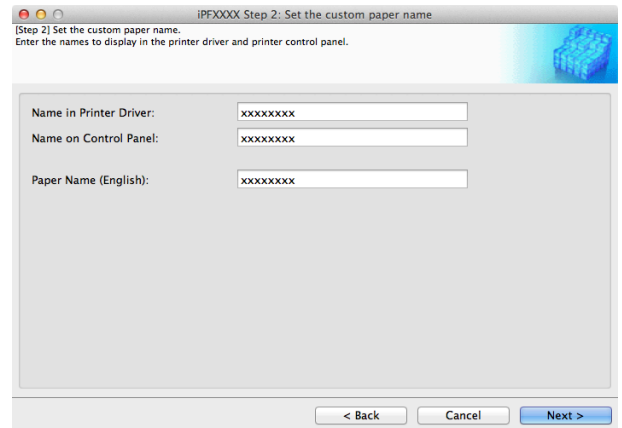 iPFXXXX Step 2: Set the custom paper name
[Step 2] Set the custom paper name.
Enter the names to display in the printer driver and printer control panel.
Name in Printer Driver: xxxxxxxx
Name on Control Panel: xxxxxxxx
Paper Name (English): xxxxxxxx
< Back Cancel Next >